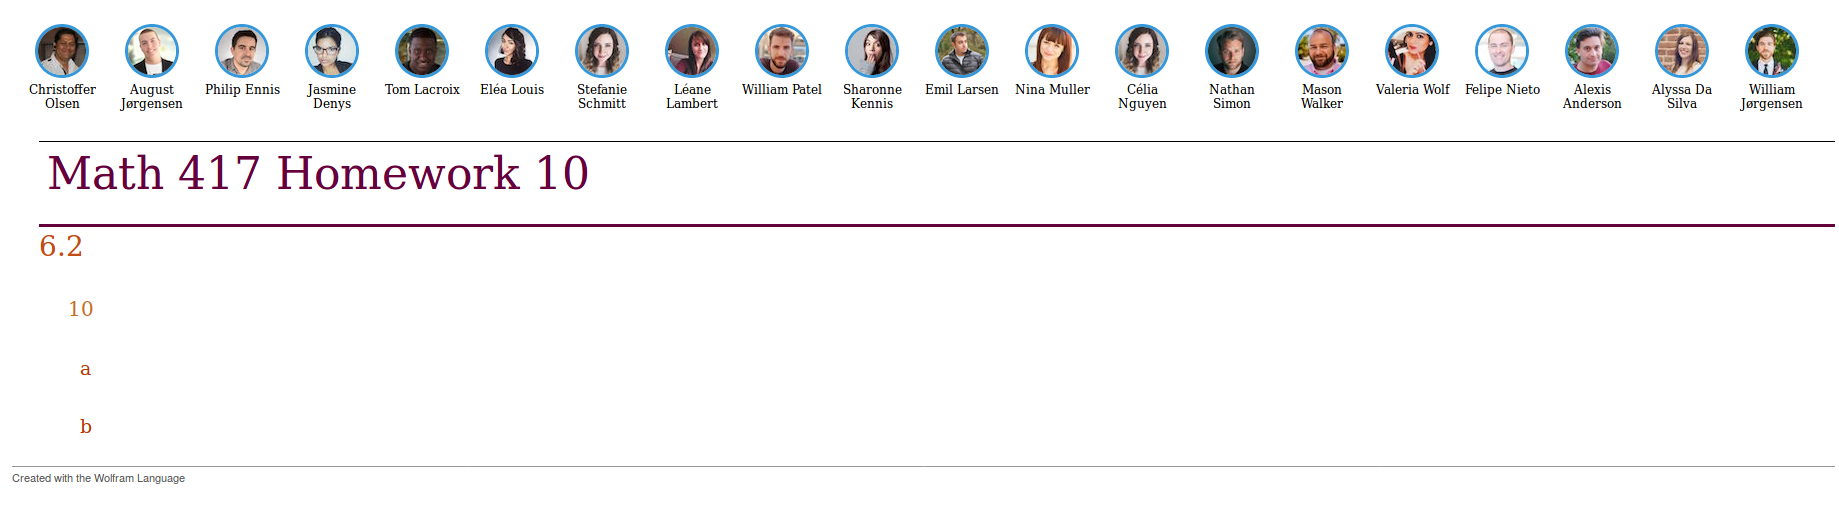 Christoffer Olsen
August Jørgensen
Philip Ennis
Jasmine Denys
Tom Lacroix
Eléa Louis
Stefanie Schmitt
Léane Lambert
William Patel
Sharonne Kennis
Emil Larsen
Nina Muller
Célia Nguyen
Nathan Simon
Mason Walker
Valeria Wolf
Felipe Nieto
Alexis Anderson
Alyssa Da Silva
William Jørgensen
Math 417 Homework 10
6.2
10
a
b
Created with the Wolfram Language